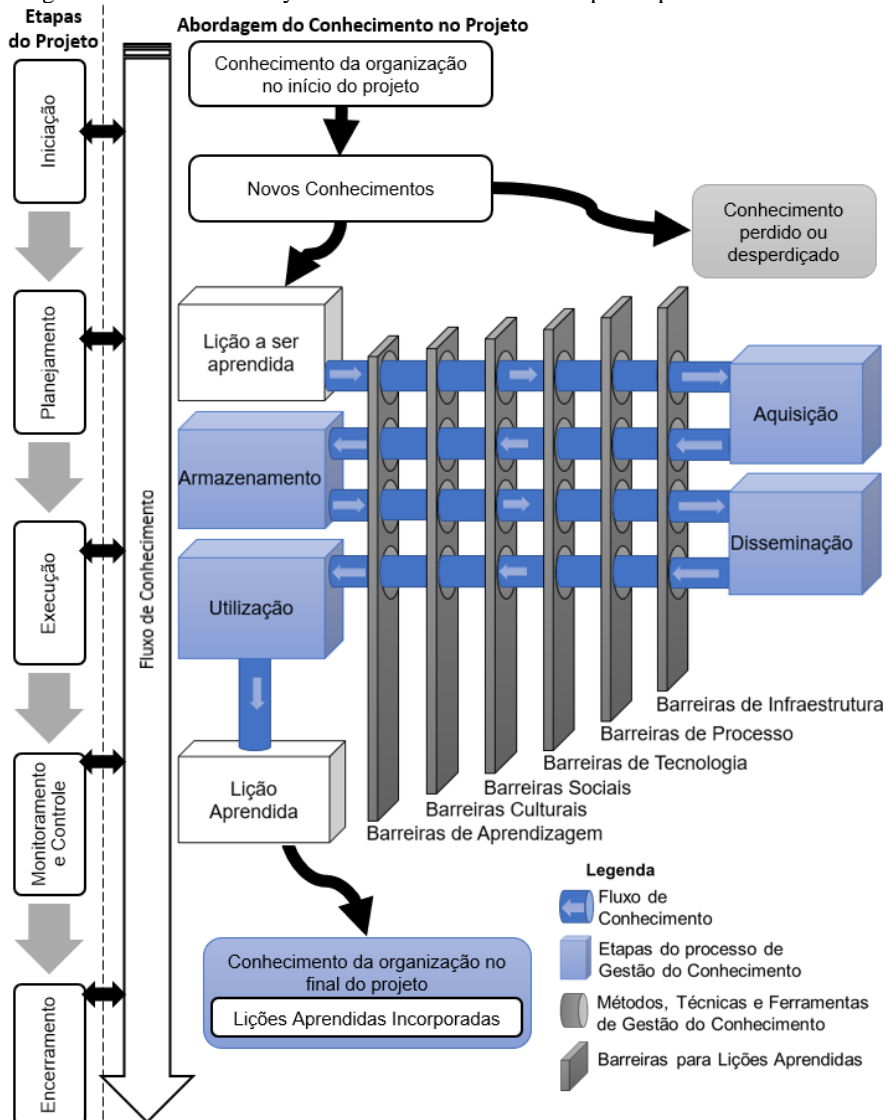 Etapas
do Projeto
Abordagem do Conhecimento no Projeto
Iniciação
Planejamento
Execução
Monitoramento
e Controle
Encerramento
Fluxo de Conhecimento
Conhecimento da organização
no início do projeto
Novos Conhecimentos
Conhecimento
perdido ou
desperdiçado
Lição a ser
aprendida
Aquisição
Armazenamento
Disseminação
Utilização
Lição
Aprendida
Barreiras de Infraestrutura
Barreiras de Processo
Barreiras de Tecnologia
Barreiras Sociais
Barreiras Culturais
Barreiras de Aprendizagem
Conhecimento da organização no
final do projeto
Lições Aprendidas Incorporadas
Legenda
Fluxo de
Conhecimento
Etapas do processo de
Gestão do Conhecimento
Métodos, Técnicas e Ferramentas
de Gestão do Conhecimento
Barreiras para Lições Aprendidas